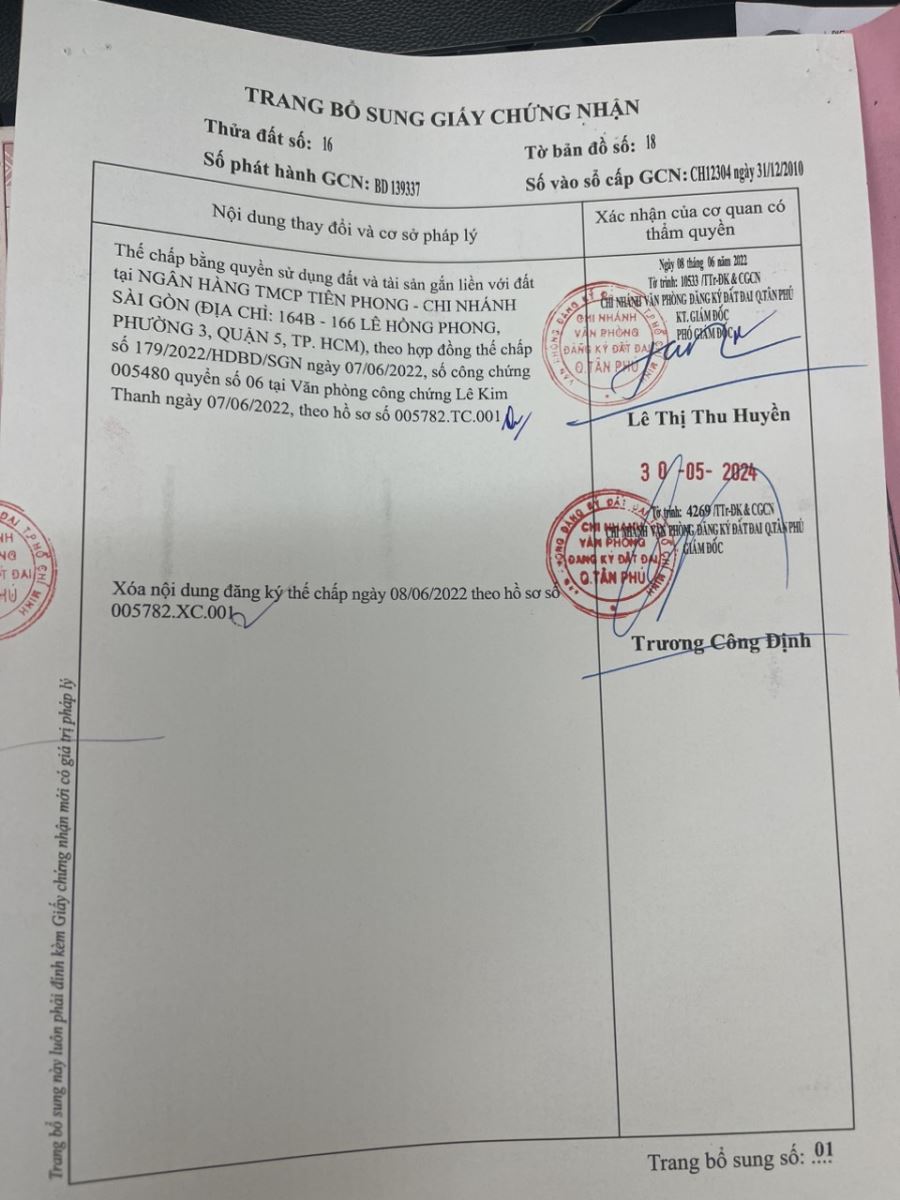 TRANG BỔ SUNG GIẤY CHỨNG NHẬN
Thửa đất số: 16
Tờ bản đồ số: 18
Số phát hành GCN: BD 139337
Số vào sổ cấp GCN: CH12304 ngày 31/12/2010
Nội dung thay đổi và cơ sở pháp lý
Xác nhận của cơ quan có
thẩm quyền
Thế chấp bằng quyền sử dụng đất và tài sản gắn liền với đất
tại NGÂN HÀNG TMCP TIÊN PHONG - CHI NHÁNH
SÀI GÒN (ĐỊA CHỈ: 164B - 166 LÊ HỒNG PHONG,
PHƯỜNG 3, QUẬN 5, TP. HCM), theo hợp đồng thế chấp
số 179/2022/HDBD/SGN ngày 07/06/2022, số công chứng
005480 quyển số 06 tại Văn phòng công chứng Lê Kim
Thanh ngày 07/06/2022, theo hồ sơ số 005782.TC.001
Ngày 08 tháng 06 năm 2022
Tờ trình: 10533 /TTr-ĐK & CGCN
CHI NHÁNH VĂN PHÒNG ĐĂNG KÝ ĐẤT ĐAI Q.TÂN PHÚ
KT. GIÁM ĐỐC
PHÓ GIÁM ĐỐC
CHI NHÁNH
VĂN PHÒNG
ĐĂNG KÝ ĐẤT ĐAI
Q.TÂN PHÚ
Lê Thị Thu Huyền
30-05-2024
Tờ trình: 4269 /TTr-ĐK & CGCN
CHI NHÁNH VĂN PHÒNG ĐĂNG KÝ ĐẤT ĐAI Q.TÂN PHÚ
GIÁM ĐỐC
CHI NHÁNH
VĂN PHÒNG
ĐĂNG KÝ ĐẤT ĐAI
Q.TÂN PHÚ
Xóa nội dung đăng ký thế chấp ngày 08/06/2022 theo hồ sơ số
005782.XC.001
Trương Công Định
Trang bổ sung này luôn phải đính kèm Giấy chứng nhận mới có giá trị pháp lý
Trang bổ sung số: 01